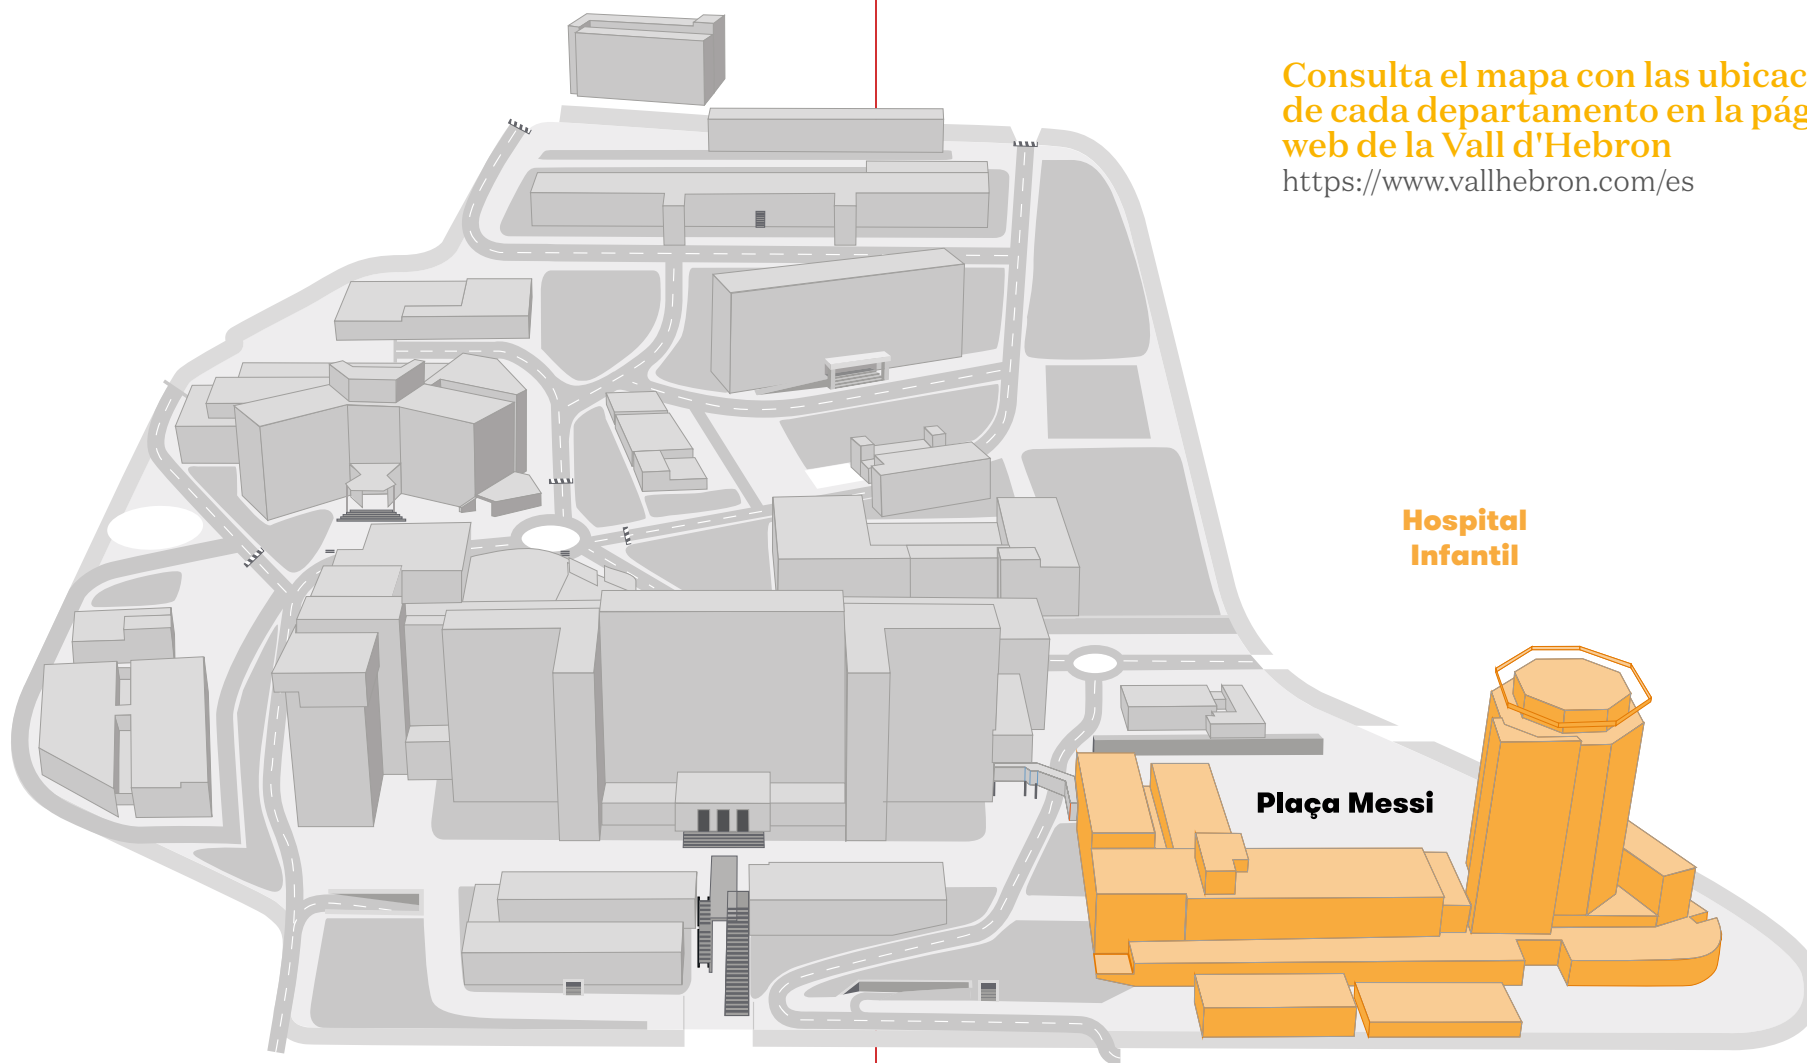 Consulta el mapa con las ubicac
de cada departamento en la pág
web de la Vall d'Hebron
https://www.vallhebron.com/es
Hospital
Infantil
Plaça Messi